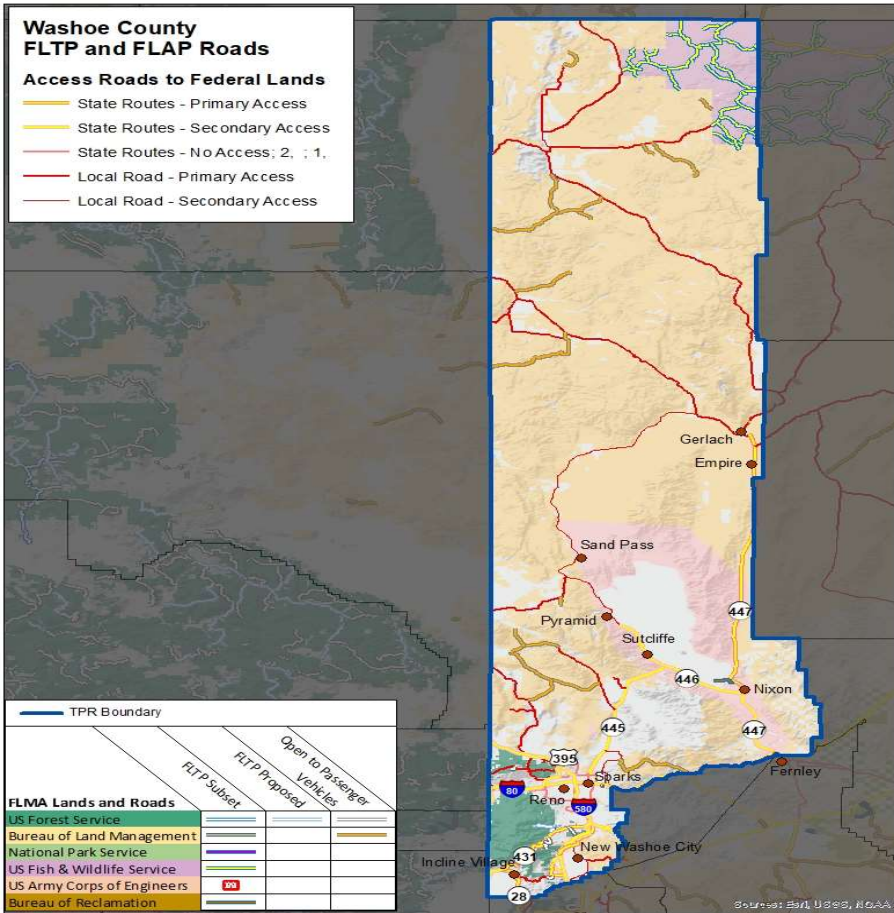 Washoe County
FLTP and FLAP Roads
Access Roads to Federal Lands
State Routes - Primary Access
State Routes - Secondary Access
State Routes - No Access; 2, ; 1,
Local Road - Primary Access
Local Road - Secondary Access
Gerlach
Empire
Sand Pass
447
Pyramid
Sutcliffe
446
Nixon
445
447
395
Fernley
Sparks
80
Reno
580
New Washoe City
Incline Village
431
28
TPR Boundary
FLTP Subset
FLTP Proposed
Open to Passenger
Vehicles
FLMA Lands and Roads
US Forest Service
Bureau of Land Management
National Park Service
US Fish & Wildlife Service
US Army Corps of Engineers
Bureau of Reclamation
Sources: Esri, USGS, NOAA